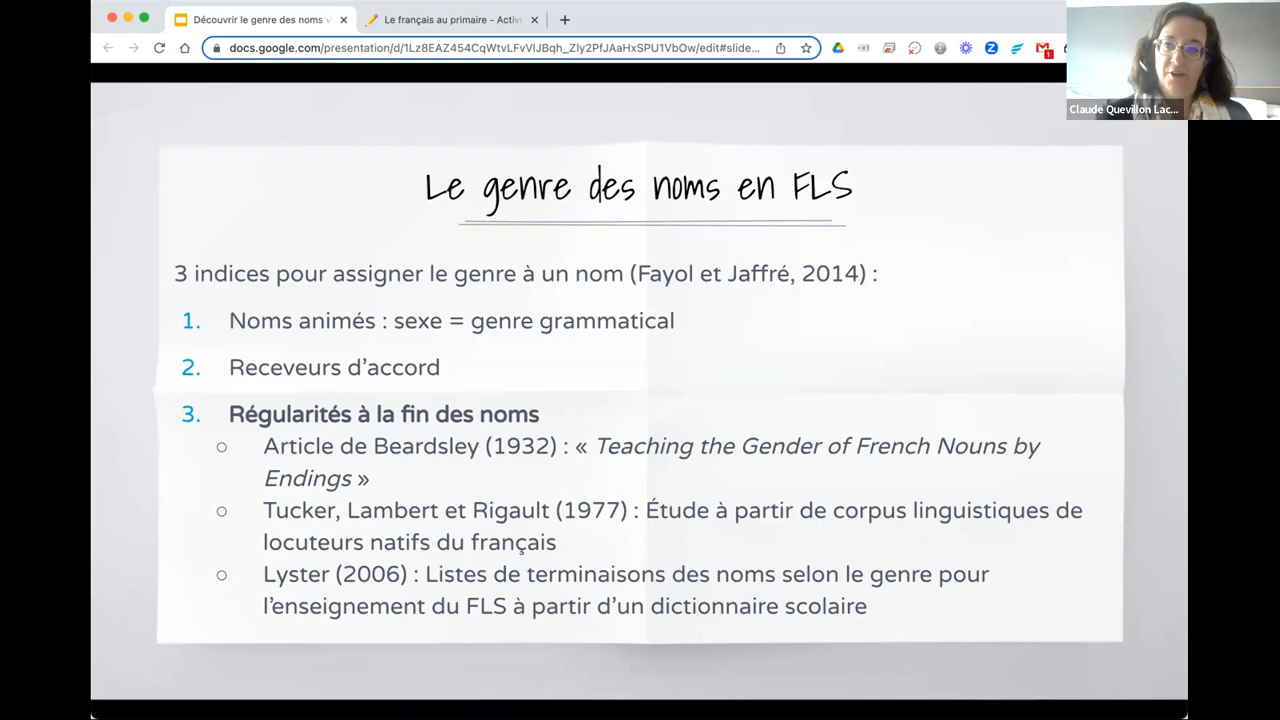 Découvrir le genre des noms v
Le français au primaire - Activi
docs.google.com/presentation/d/1Lz8EAZ454CqWtvLFvVIJBqh_ZIy2PfJAaHxSPU1VbOw/edit#slide...
Claude Quevillon Lac...
Le genre des noms en FLS
3 indices pour assigner le genre à un nom (Fayol et Jaffré, 2014) :
1. Noms animés : sexe = genre grammatical
2. Receveurs d’accord
3. Régularités à la fin des noms
○ Article de Beardsley (1932) : « Teaching the Gender of French Nouns by
Endings »
○ Tucker, Lambert et Rigault (1977) : Étude à partir de corpus linguistiques de
locuteurs natifs du français
○ Lyster (2006) : Listes de terminaisons des noms selon le genre pour
l’enseignement du FLS à partir d’un dictionnaire scolaire